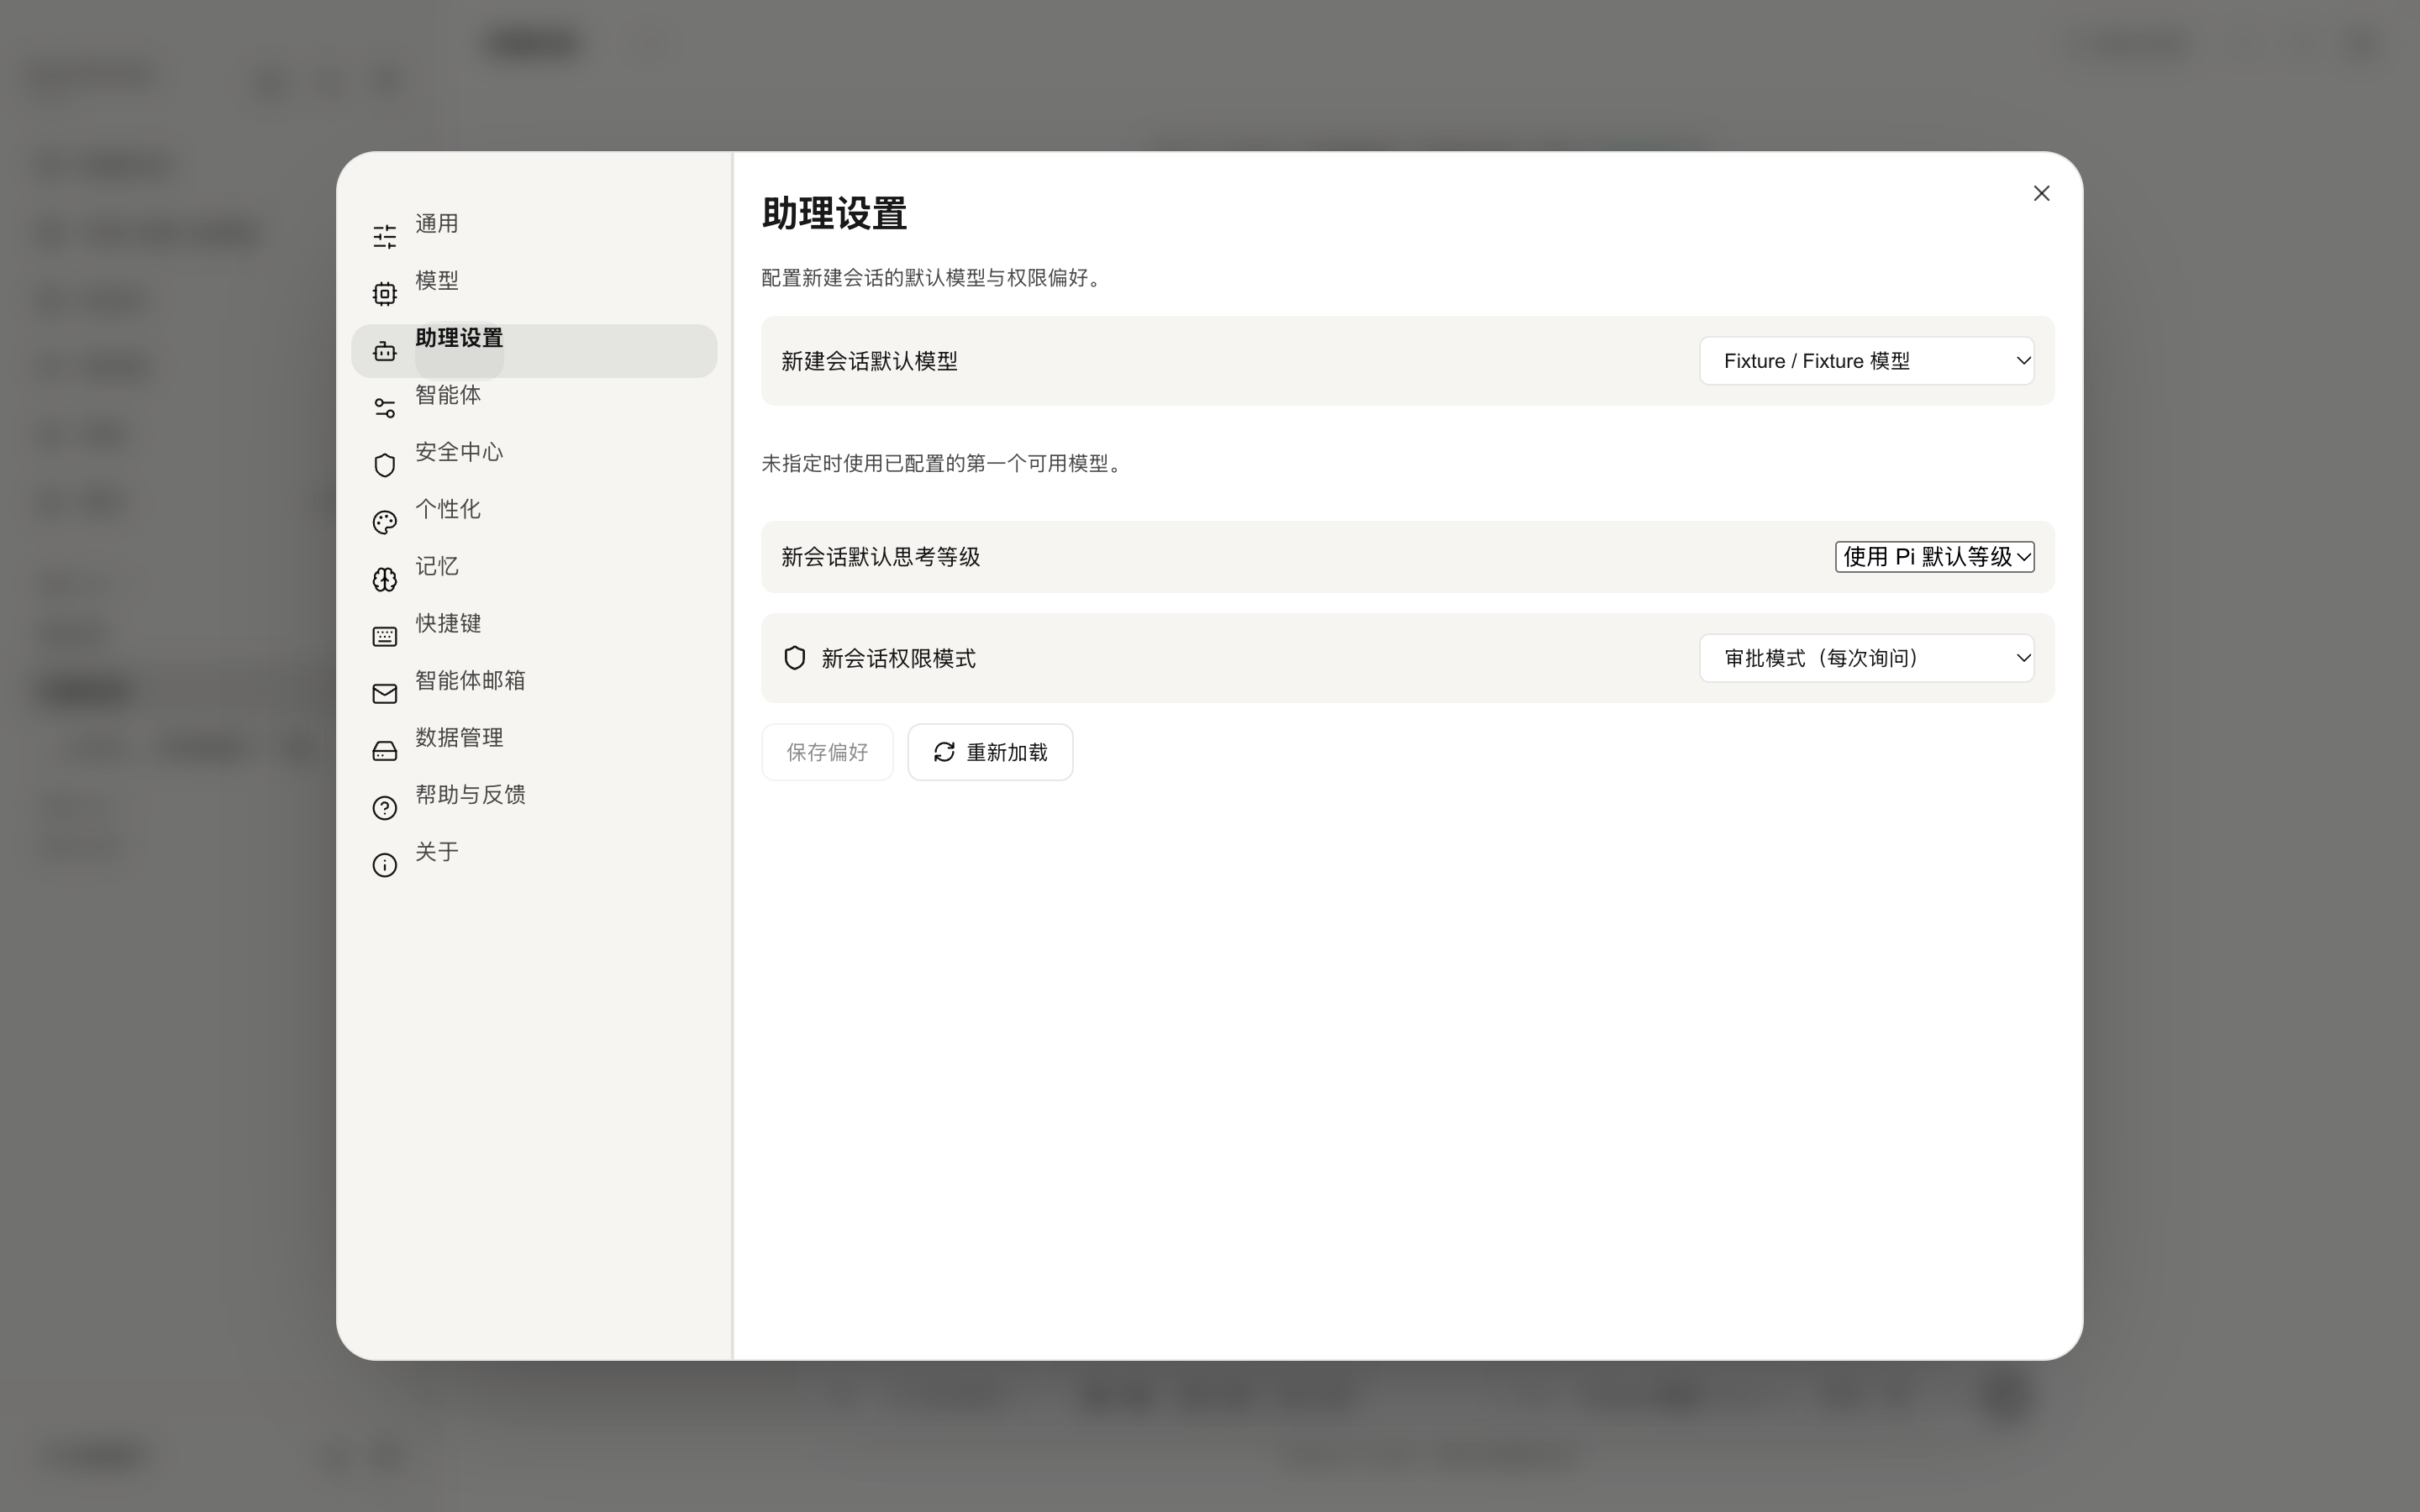 通用
模型
助理设置
智能体
安全中心
个性化
记忆
快捷键
智能体邮箱
数据管理
帮助与反馈
关于
助理设置
配置新建会话的默认模型与权限偏好。
新建会话默认模型
Fixture / Fixture 模型
未指定时使用已配置的第一个可用模型。
新会话默认思考等级
使用 Pi 默认等级
新会话权限模式
审批模式（每次询问）
保存偏好
重新加载